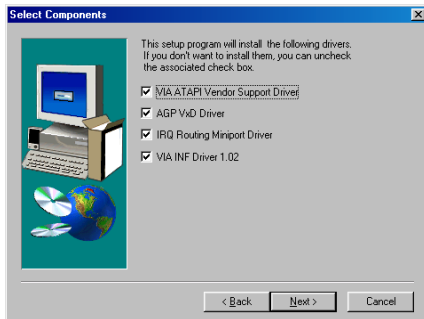 Select Components
This setup program will install the following drivers.
If you don't want to install them, you can uncheck
the associated check box.
VIA ATAPI Vendor Support Driver
AGP VxD Driver
IRQ Routing Miniport Driver
VIA INF Driver 1.02
< Back
Next >
Cancel